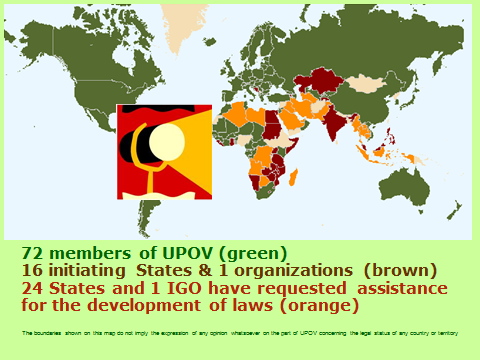 72 members of UPOV (green)
16 initiating States & 1 organizations (brown)
24 States and 1 IGO have requested assistance
for the development of laws (orange)
The boundaries shown on this map do not imply the expression of any opinion whatsoever on the part of UPOV concerning the legal status of any country or territory